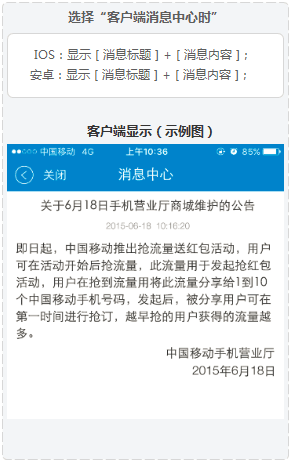 选择“客户端消息中心时”
IOS：显示［消息标题］+［消息内容］；
安卓：显示［消息标题］+［消息内容］；
客户端显示（示例图）
中国移动 4G 上午10:36 85%
关闭 消息中心
关于6月18日手机营业厅商城维护的公告
2015-06-18 10:16:20
即日起，中国移动推出抢流量送红包活动，用户
可在活动开始后抢流量，此流量用于发起抢红包
活动，用户在抢到流量用将此流量分享给1到10
个中国移动手机号码，发起后，被分享用户可在
第一时间进行抢订，越早抢的用户获得的流量越
多。
中国移动手机营业厅
2015年6月18日